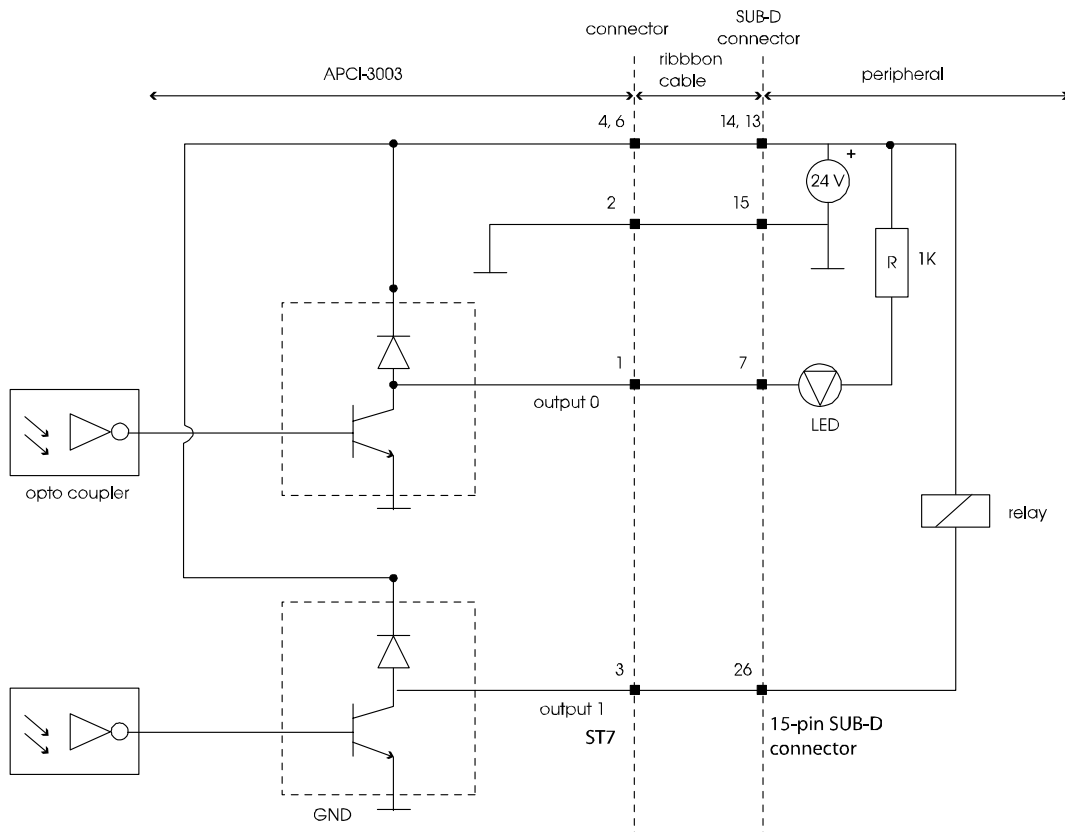 SUB-D
connector
connector
ribbbon
cable
APCI-3003
peripheral
4, 6
14, 13
+
24 V
2
15
R
1K
1
7
output 0
LED
opto coupler
relay
3
26
output 1
ST7
15-pin SUB-D
connector
GND